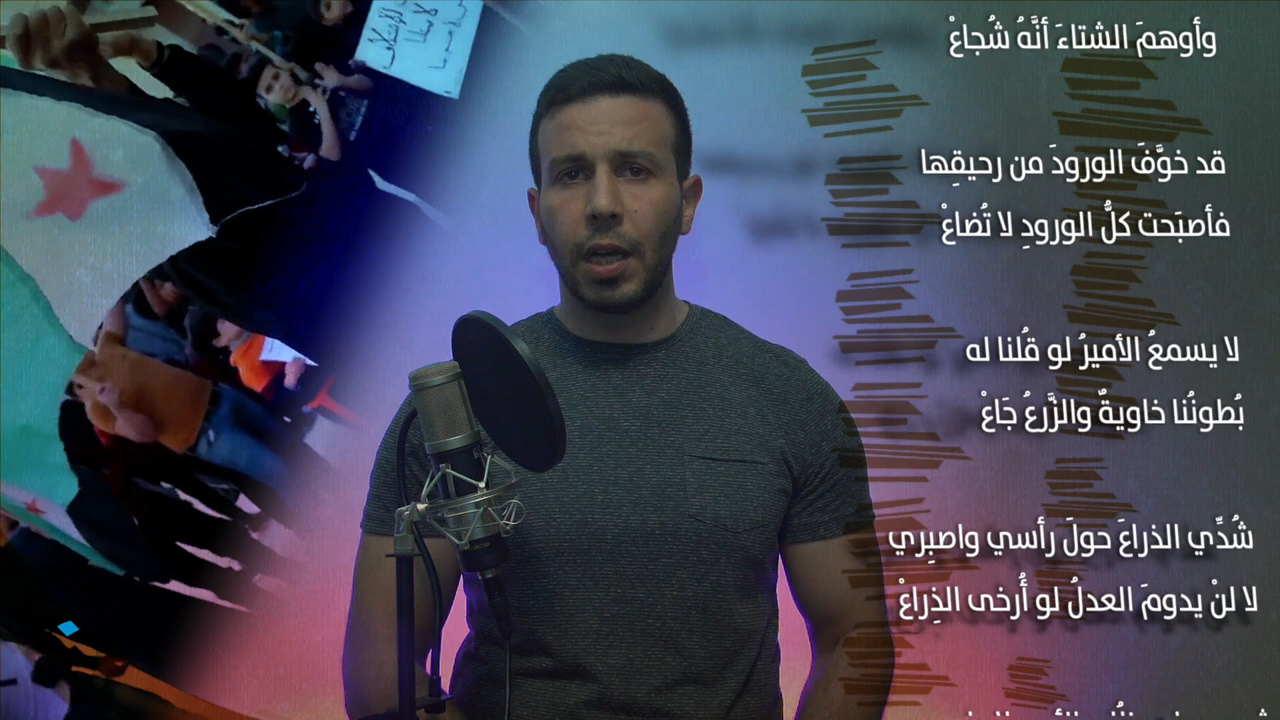 وأوهمَ الشتاءَ أنَّهُ شُجاعْ
قد خوَّفَ الورودَ من رحيقِها
فأصبَحت كلُّ الورودِ لا تُضاعْ
لا يسمعُ الأميرُ لو قُلنا له
بُطونُنا خاويةٌ والزَّرعُ جَاعْ
شُدِّي الذراعَ حولَ رأسي واصبِري
لا لنْ يدومَ العدلُ لو أُرخى الذِراعْ